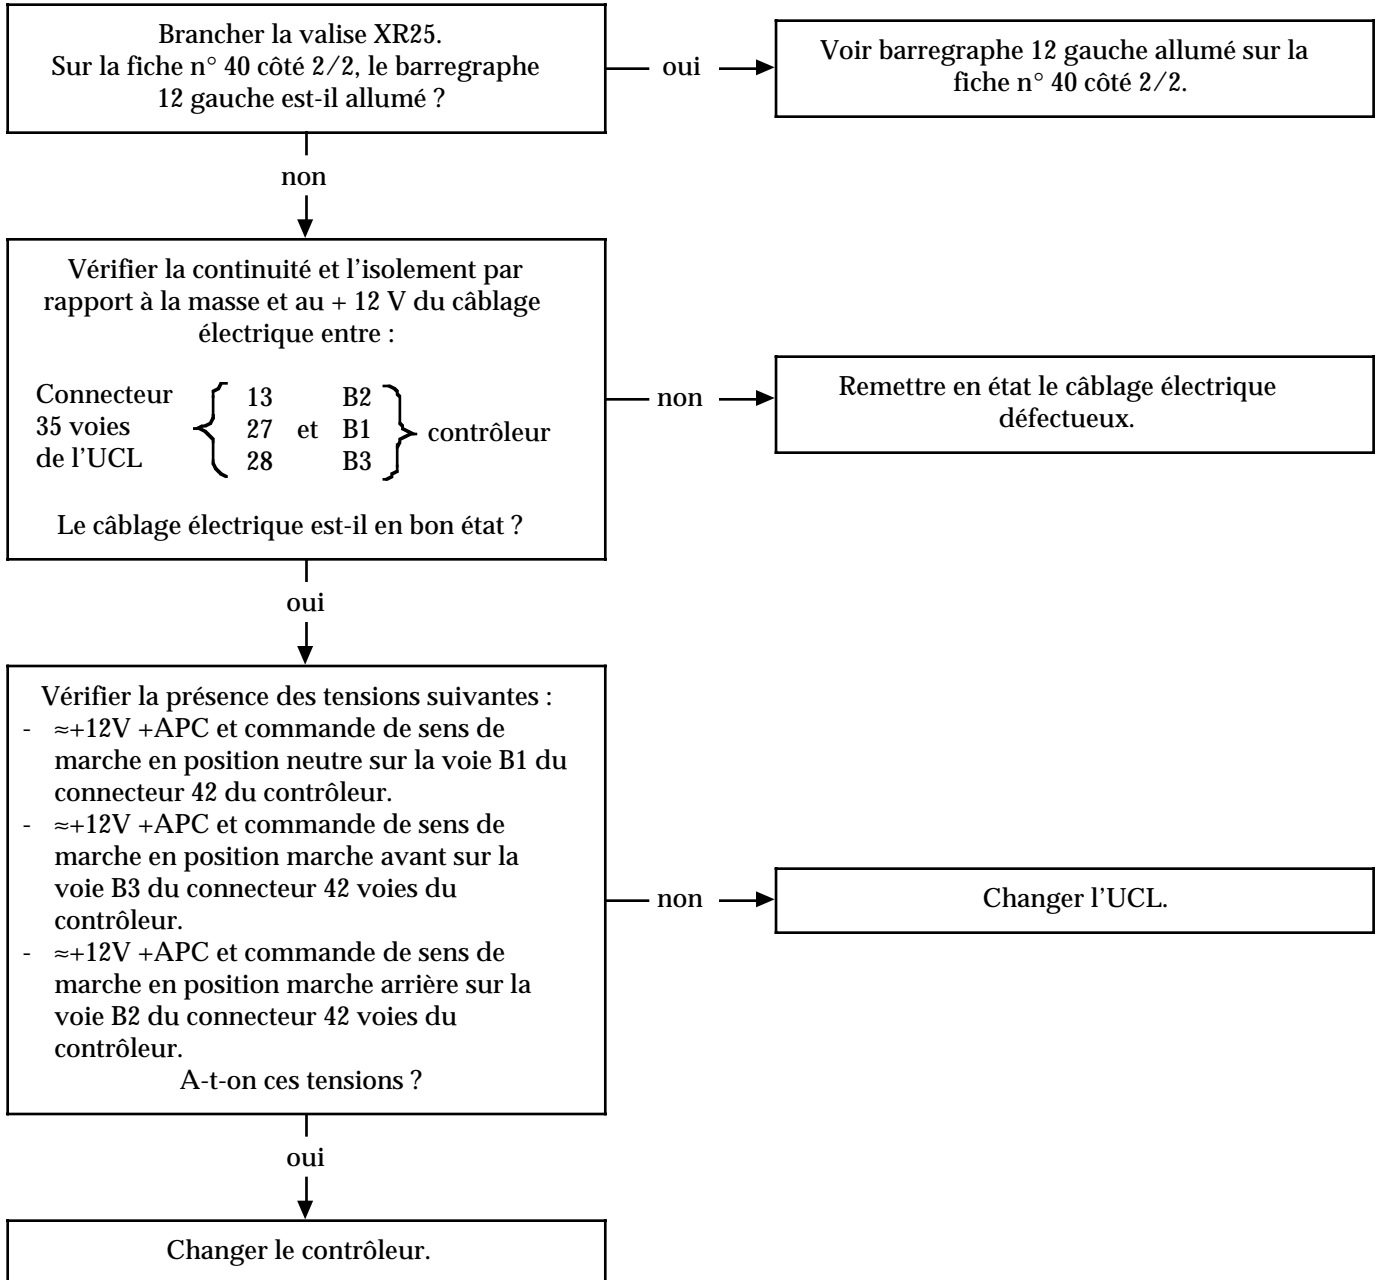 Brancher la valise XR25.
Sur la fiche n° 40 côté 2/2, le barregraphe
12 gauche est-il allumé ?
oui
Voir barregraphe 12 gauche allumé sur la
fiche n° 40 côté 2/2.
non
Vérifier la continuité et l'isolement par
rapport à la masse et au + 12 V du câblage
électrique entre :
Connecteur 13 B2
35 voies 27 et B1 contrôleur
de l'UCL 28 B3
Le câblage électrique est-il en bon état ?
non
Remettre en état le câblage électrique
défectueux.
oui
Vérifier la présence des tensions suivantes :
- ≈+12V +APC et commande de sens de
marche en position neutre sur la voie B1 du
connecteur 42 du contrôleur.
- ≈+12V +APC et commande de sens de
marche en position marche avant sur la
voie B3 du connecteur 42 voies du
contrôleur.
- ≈+12V +APC et commande de sens de
marche en position marche arrière sur la
voie B2 du connecteur 42 voies du
contrôleur.
A-t-on ces tensions ?
non
Changer l'UCL.
oui
Changer le contrôleur.